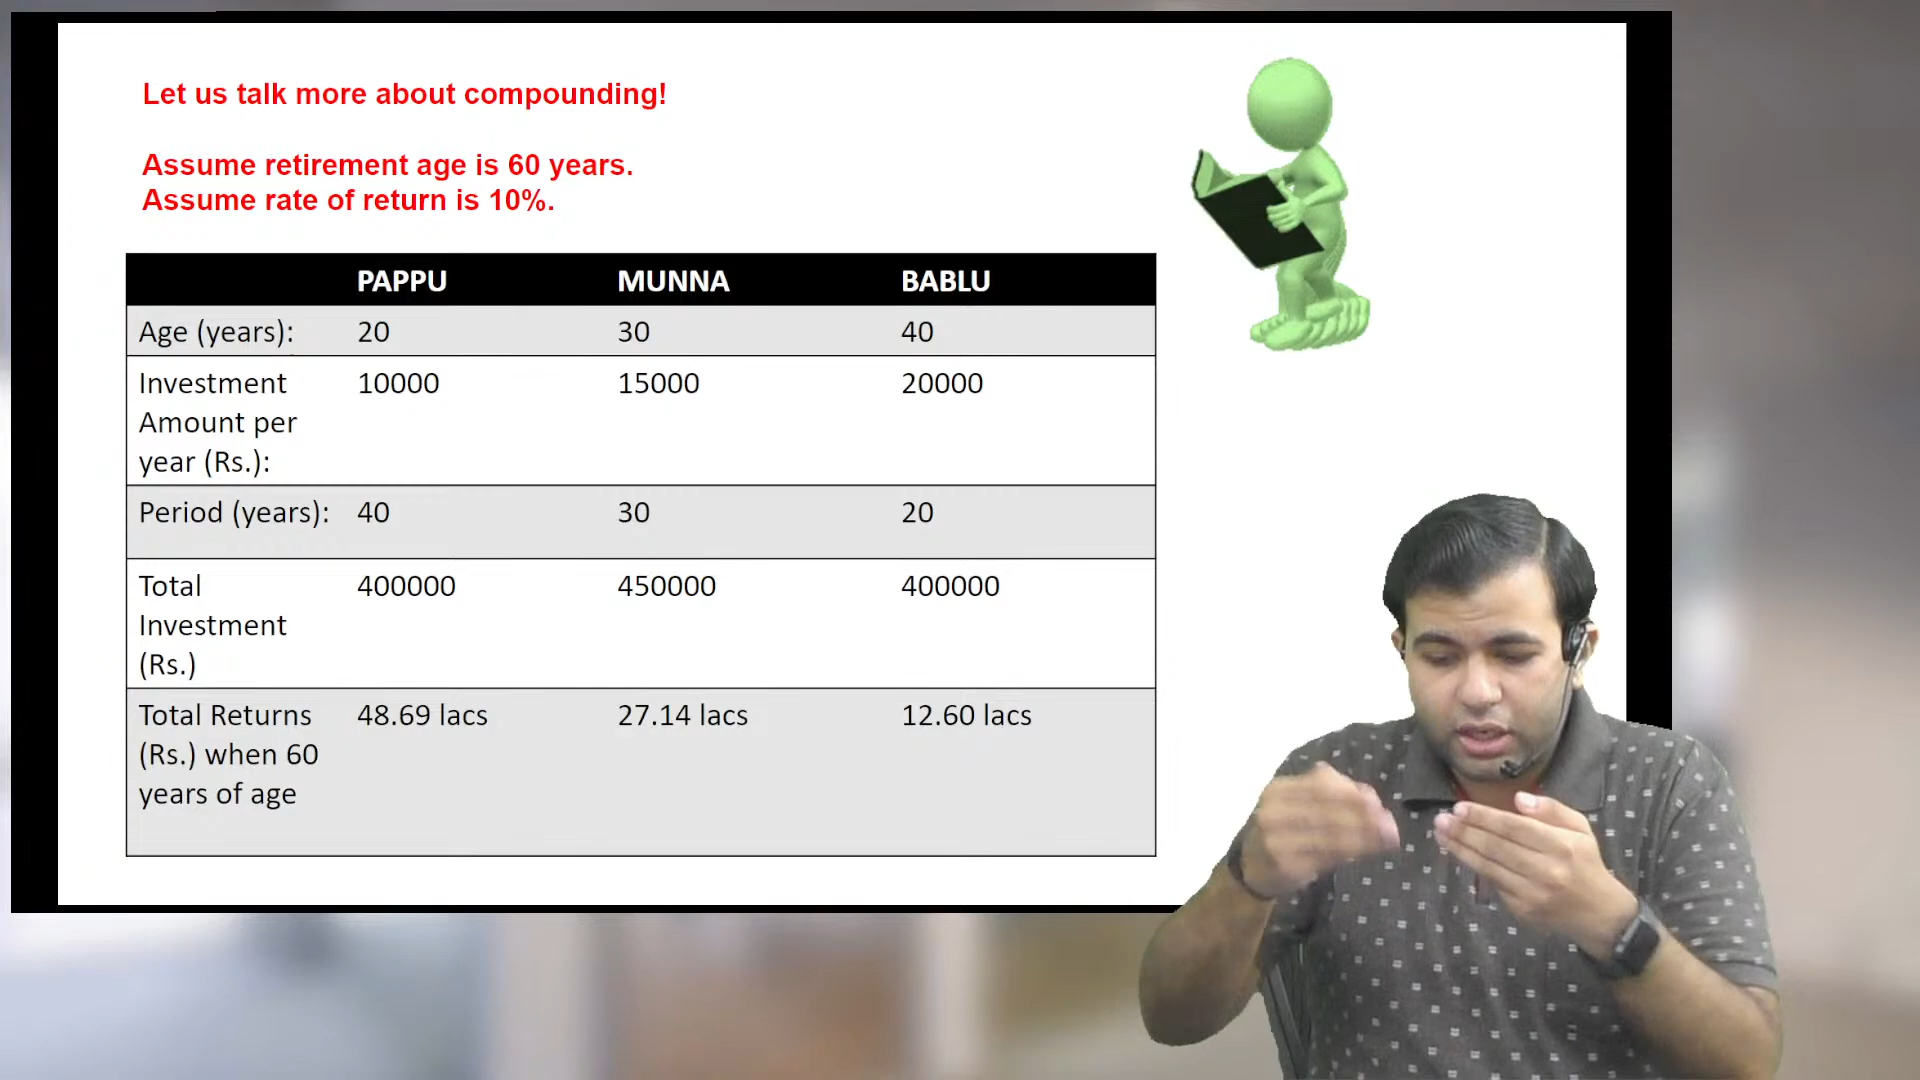 Let us talk more about compounding!
Assume retirement age is 60 years.
Assume rate of return is 10%.
PAPPU MUNNA BABLU
Age (years): 20 30 40
Investment 10000 15000 20000
Amount per
year (Rs.):
Period (years): 40 30 20
Total 400000 450000 400000
Investment
(Rs.)
Total Returns 48.69 lacs 27.14 lacs 12.60 lacs
(Rs.) when 60
years of age